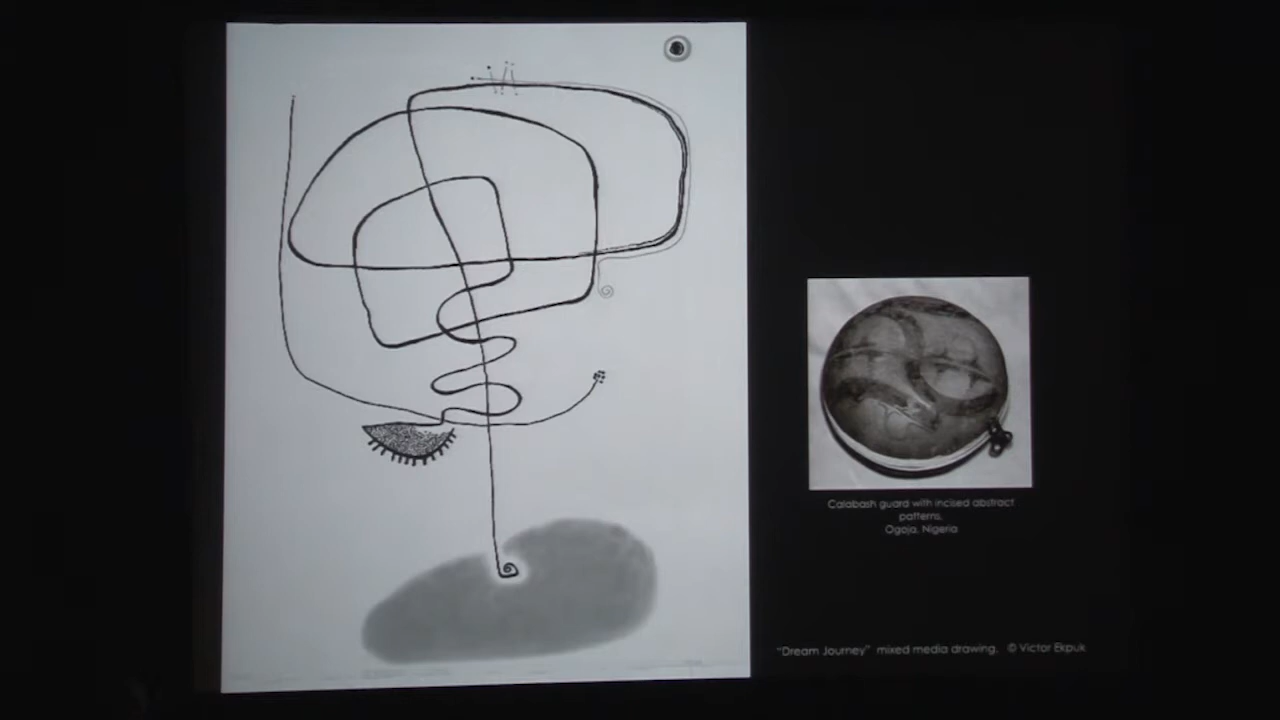 Calabash guard with incised abstract
patterns.
Ogoja, Nigeria
"Dream Journey" mixed media drawing. © Victor Ekpuk